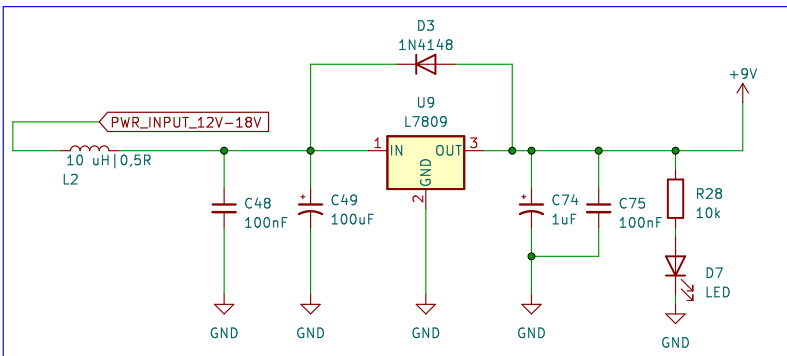 D3
1N4148
+9V
U9
L7809
PWR_INPUT_12V-18V
1
IN
OUT
3
GND
2
10 uH|0,5R
L2
C48
100nF
+
C49
100uF
+
C74
1uF
C75
100nF
R28
10k
D7
LED
GND
GND
GND
GND
GND